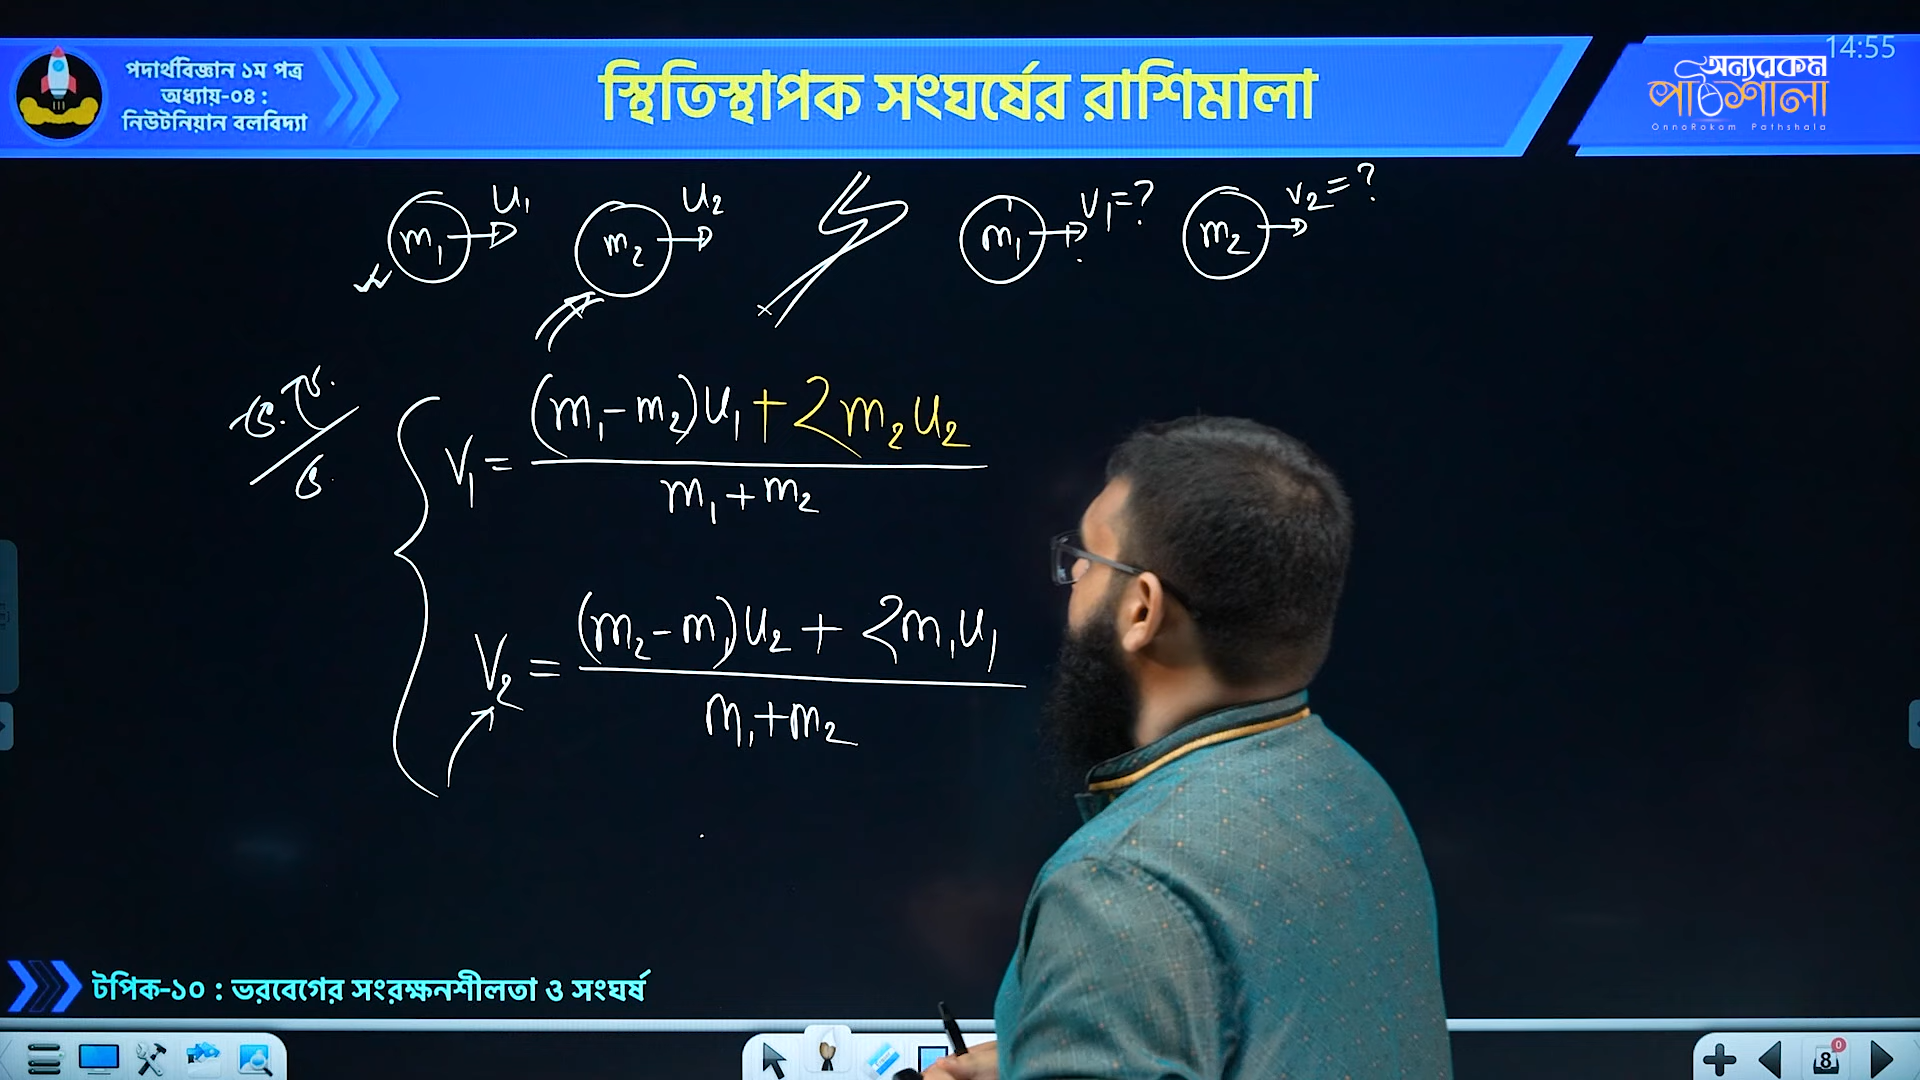 14:55
পদার্থবিজ্ঞান ১ম পত্র
অধ্যায়-০৪ :
নিউটনিয়ান বলবিদ্যা
স্থিতিস্থাপক সংঘর্ষের রাশিমালা
অন্যরকম
পাঠশালা
OnnoRokom Pathshala
m₁ u₁ m₂ u₂ m₁ v₁=? m₂ v₂=?
v₁ = (m₁-m₂)u₁+2m₂u₂
m₁+m₂
v₂ = (m₂-m₁)u₂+2m₁u₁
m₁+m₂
টপিক-১০ : ভরবেগের সংরক্ষনশীলতা ও সংঘর্ষ
8
0